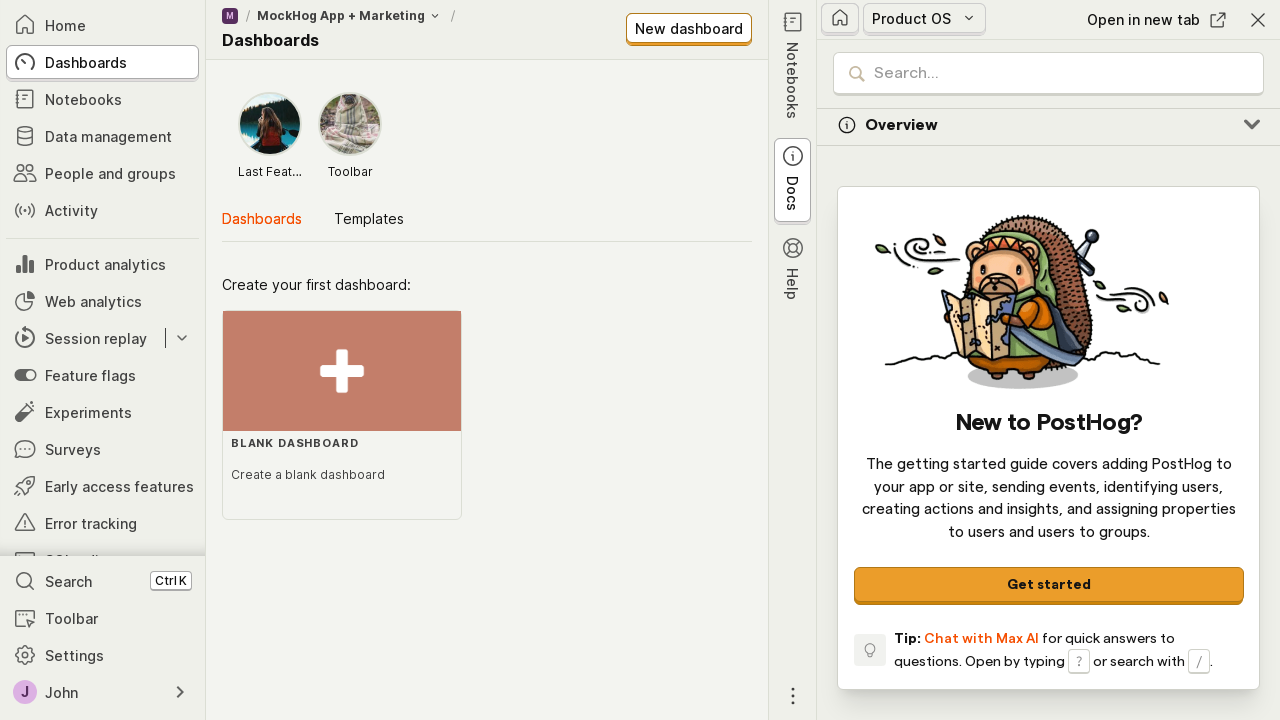 Home
Dashboards
Notebooks
Data management
People and groups
Activity
Product analytics
Web analytics
Session replay
Feature flags
Experiments
Surveys
Early access features
Error tracking
Search
Ctrl K
Toolbar
Settings
J John
M / MockHog App + Marketing /
Dashboards
New dashboard
Last Feat...
Toolbar
Dashboards
Templates
Create your first dashboard:
BLANK DASHBOARD
Create a blank dashboard
Notebooks
Docs
Help
Product OS
Open in new tab
Search...
Overview
New to PostHog?
The getting started guide covers adding PostHog to
your app or site, sending events, identifying users,
creating actions and insights, and assigning properties
to users and users to groups.
Get started
Tip: Chat with Max AI for quick answers to
questions. Open by typing ? or search with / .